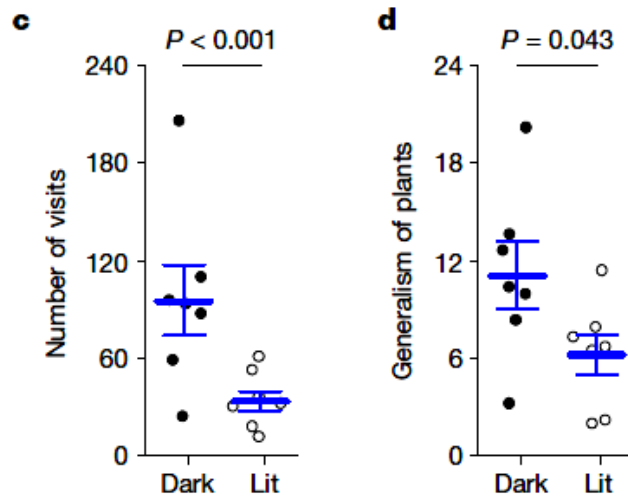 c
P < 0.001
Number of visits
240
180
120
60
0
Dark Lit
d
P = 0.043
Generalism of plants
24
18
12
6
0
Dark Lit